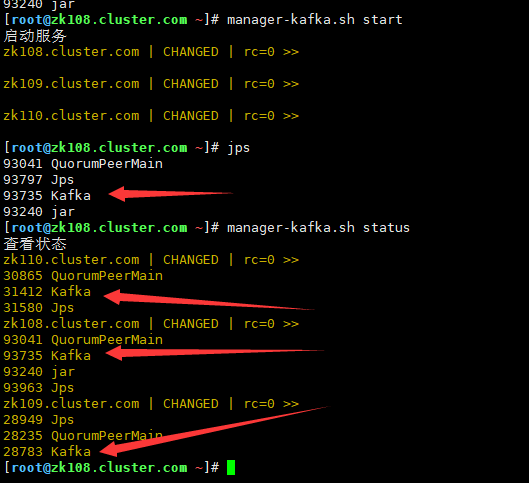 93240 jar
[root@zk108.cluster.com ~]# manager-kafka.sh start
启动服务
zk108.cluster.com | CHANGED | rc=0 >>
zk109.cluster.com | CHANGED | rc=0 >>
zk110.cluster.com | CHANGED | rc=0 >>
[root@zk108.cluster.com ~]# jps
93041 QuorumPeerMain
93797 Jps
93735 Kafka
93240 jar
[root@zk108.cluster.com ~]# manager-kafka.sh status
查看状态
zk110.cluster.com | CHANGED | rc=0 >>
30865 QuorumPeerMain
31412 Kafka
31580 Jps
zk108.cluster.com | CHANGED | rc=0 >>
93041 QuorumPeerMain
93735 Kafka
93240 jar
93963 Jps
zk109.cluster.com | CHANGED | rc=0 >>
28949 Jps
28235 QuorumPeerMain
28783 Kafka
[root@zk108.cluster.com ~]#